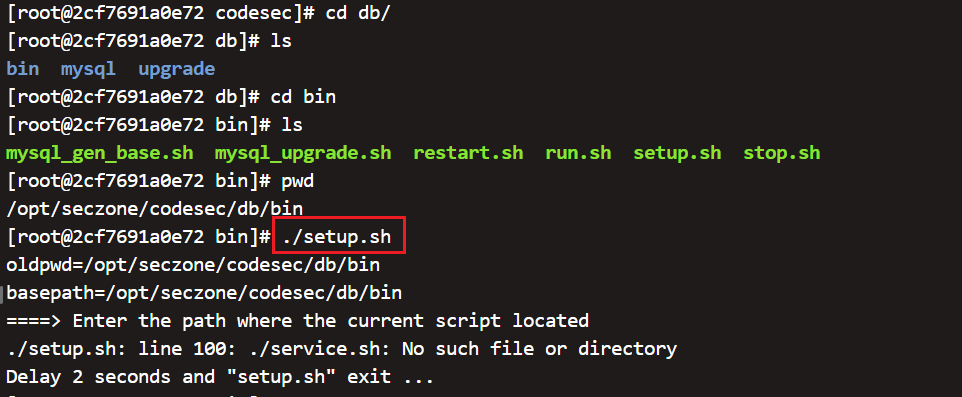 [root@2cf7691a0e72 codesec]# cd db/
[root@2cf7691a0e72 db]# ls
bin  mysql  upgrade
[root@2cf7691a0e72 db]# cd bin
[root@2cf7691a0e72 bin]# ls
mysql_gen_base.sh  mysql_upgrade.sh  restart.sh  run.sh  setup.sh  stop.sh
[root@2cf7691a0e72 bin]# pwd
/opt/seczone/codesec/db/bin
[root@2cf7691a0e72 bin]# ./setup.sh
oldpwd=/opt/seczone/codesec/db/bin
basepath=/opt/seczone/codesec/db/bin
====> Enter the path where the current script located
./setup.sh: line 100: ./service.sh: No such file or directory
Delay 2 seconds and "setup.sh" exit ...